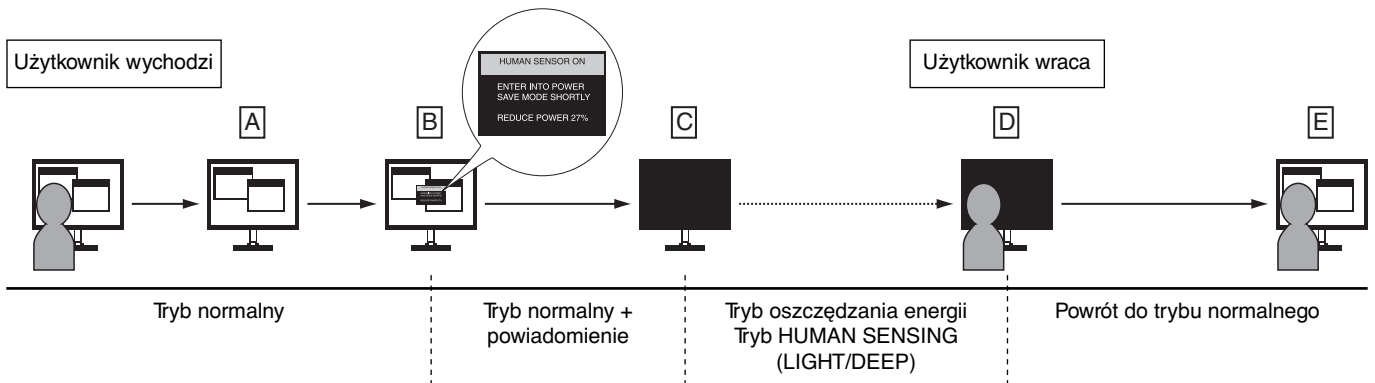 Użytkownik wychodzi
HUMAN SENSOR ON
ENTER INTO POWER
SAVE MODE SHORTLY
REDUCE POWER 27%
Użytkownik wraca
A
B
C
D
E
Tryb normalny
Tryb normalny +
powiadomienie
Tryb oszczędzania energii
Tryb HUMAN SENSING
(LIGHT/DEEP)
Powrót do trybu normalnego